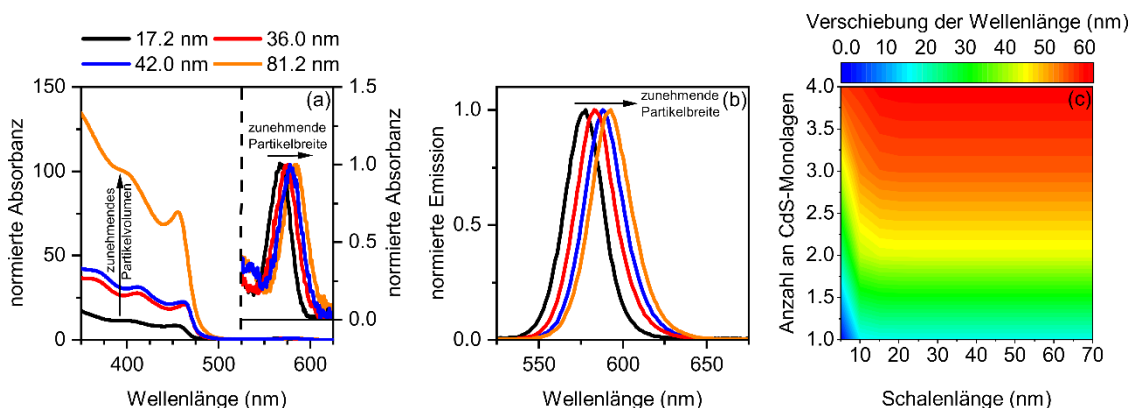 17.2 nm 36.0 nm
42.0 nm 81.2 nm
(a)
zunehmende
Partikelbreite
zunehmendes
Partikelvolumen
normierte Absorbanz
150
100
50
0
1.5
1.0
0.5
0.0
normierte Absorbanz
400 500 600
Wellenlänge (nm)
(b)
zunehmende
Partikelbreite
normierte Emission
1.0
0.5
0.0
550 600 650
Wellenlänge (nm)
Verschiebung der Wellenlänge (nm)
0.0 20 30 40 50 60
(c)
Anzahl an CdS-Monolagen
4.0
3.5
3.0
2.5
2.0
1.5
1.0
10 20 30 40 50 60 70
Schalenlänge (nm)